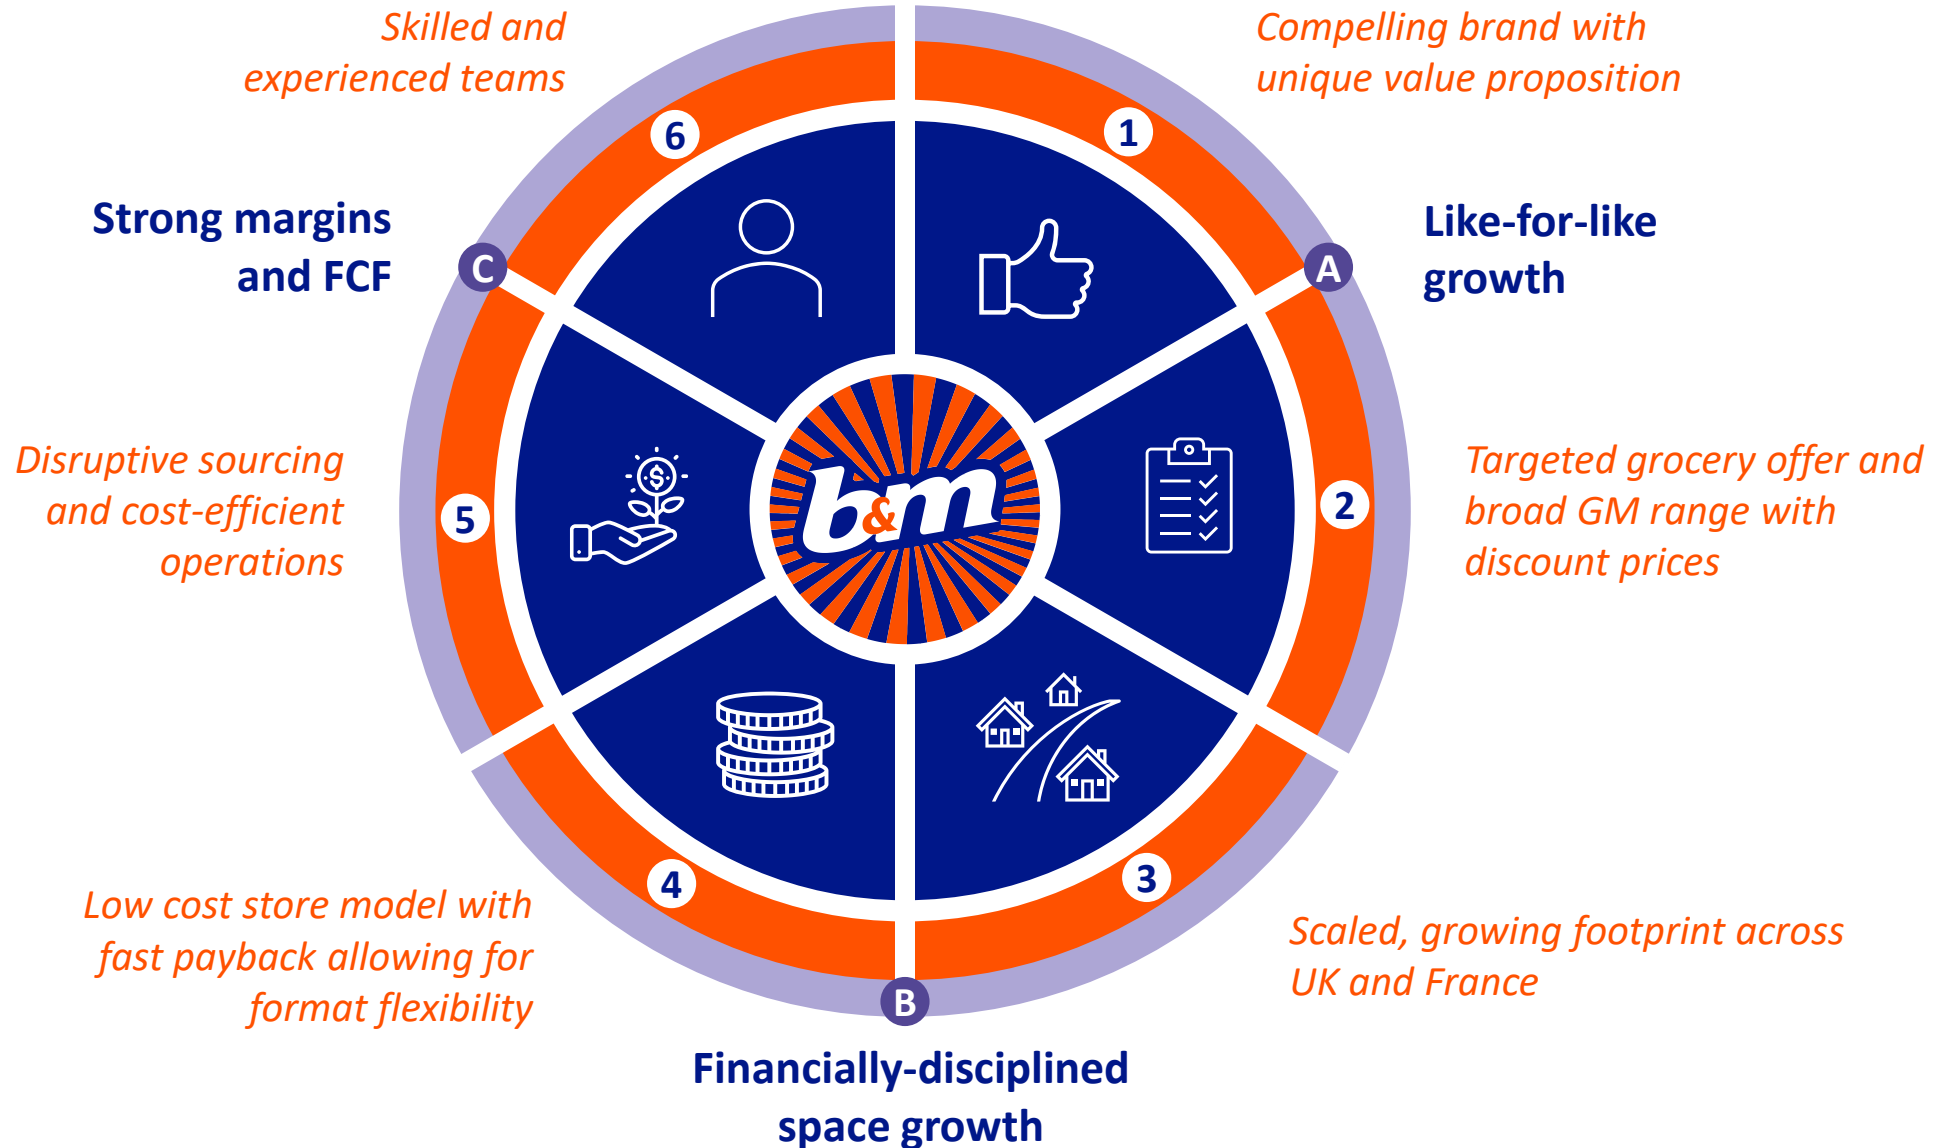 Skilled and
experienced teams
6
Compelling brand with
unique value proposition
1
Strong margins
and FCF
C
Like-for-like
growth
A
Disruptive sourcing
and cost-efficient
operations
5
$
b&m
2
Targeted grocery offer and
broad GM range with
discount prices
Low cost store model with
fast payback allowing for
format flexibility
4
3
Scaled, growing footprint across
UK and France
B
Financially-disciplined
space growth